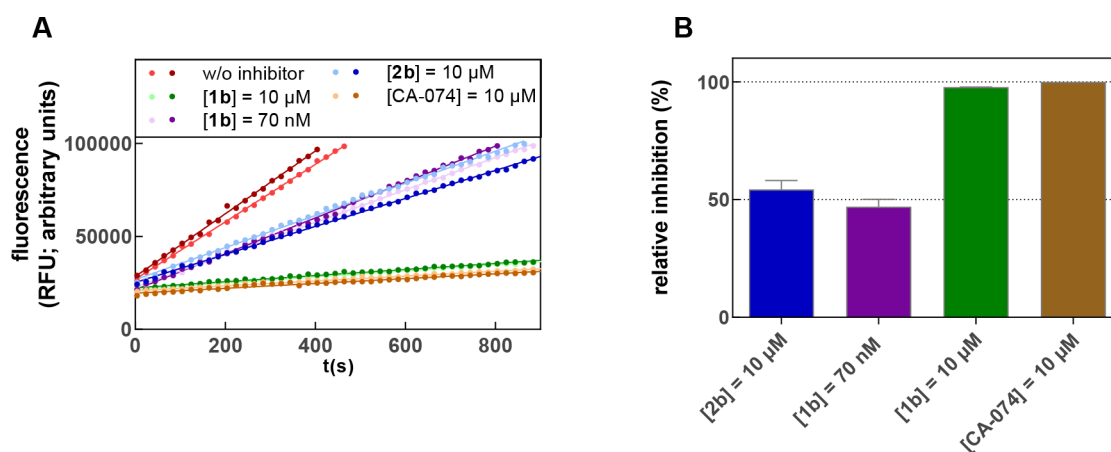 A
w/o inhibitor
[1b] = 10 µM
[1b] = 70 nM
[2b] = 10 µM
[CA-074] = 10 µM
fluorescence
(RFU; arbitrary units)
100000
50000
0
0 200 400 600 800
t(s)
B
relative inhibition (%)
100
50
0
[2b] = 10 µM
[1b] = 70 nM
[1b] = 10 µM
[CA-074] = 10 µM